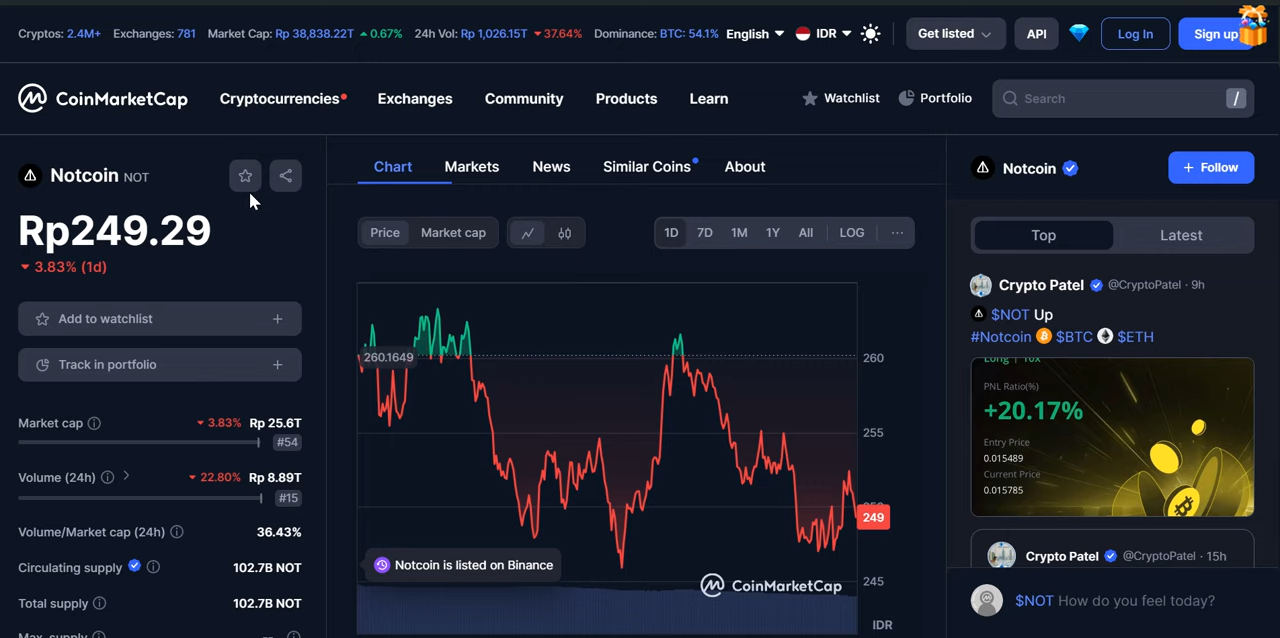 Cryptos: 2.4M+ Exchanges: 781 Market Cap: Rp 38,838.22T 0.67% 24h Vol: Rp 1,026.15T 37.64% Dominance: BTC: 54.1% English IDR Get listed API Log In Sign up
CoinMarketCap Cryptocurrencies Exchanges Community Products Learn Watchlist Portfolio Search /
Notcoin NOT
Rp249.29
3.83% (1d)
Add to watchlist +
Track in portfolio +
Market cap 3.83% Rp 25.6T
#54
Volume (24h) 22.80% Rp 8.89T
#15
Volume/Market cap (24h) 36.43%
Circulating supply 102.7B NOT
Total supply 102.7B NOT
Max. supply --
Chart Markets News Similar Coins About
Price Market cap 1D 7D 1M 1Y All LOG ...
260.1649 260
255
249
245
Notcoin is listed on Binance
CoinMarketCap
IDR
Notcoin + Follow
Top Latest
Crypto Patel @CryptoPatel · 9h
$NOT Up
#Notcoin $BTC $ETH
Long | 10x
PNL Ratio(%)
+20.17%
Entry Price
0.015489
Current Price
0.015785
Crypto Patel @CryptoPatel · 15h
$NOT How do you feel today?